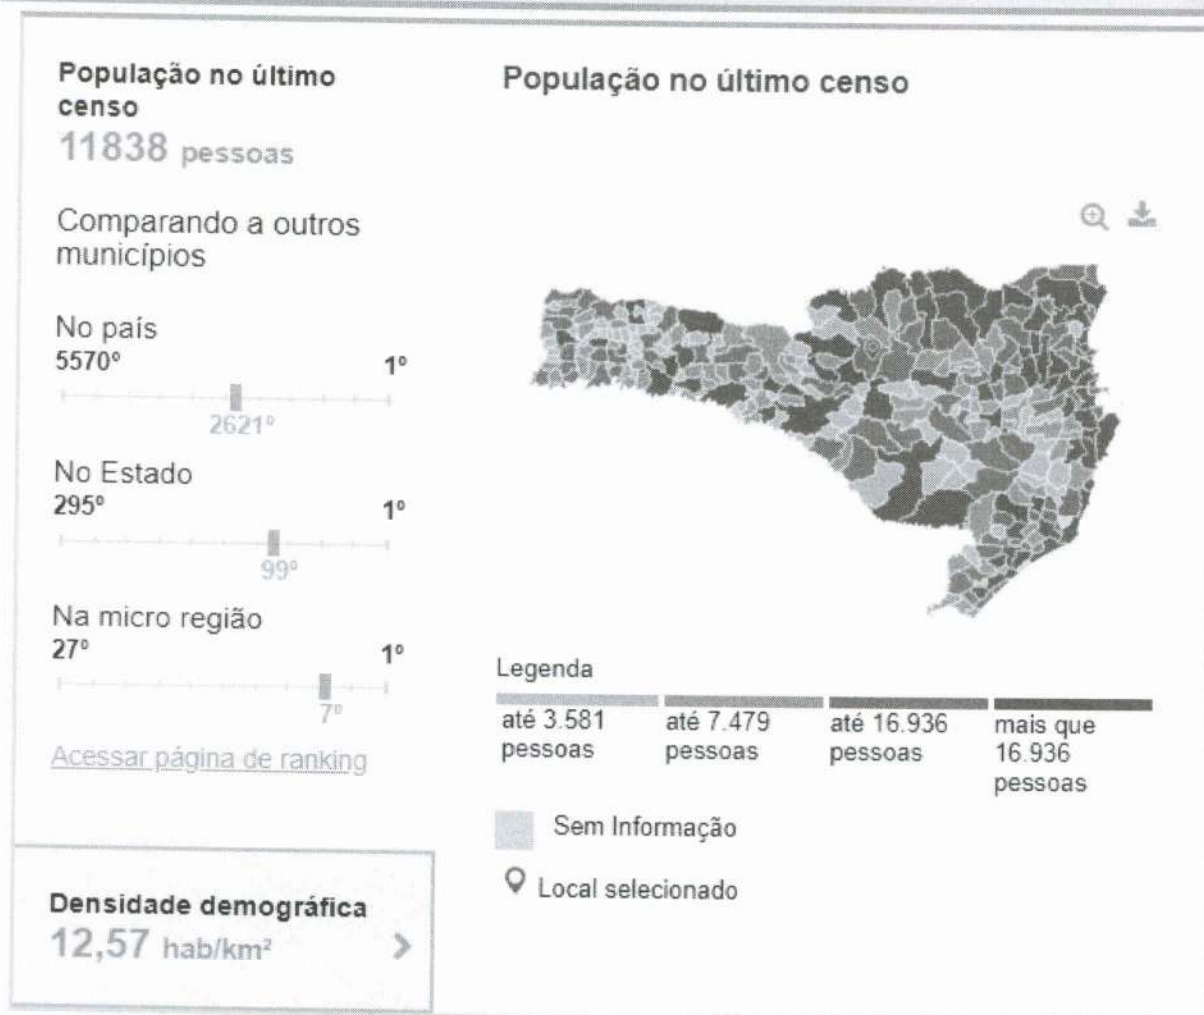 População no último
censo
11838 pessoas
Comparando a outros
municípios
No país
5570º 1º
2621º
No Estado
295º 1º
99º
Na micro região
27º 1º
7º
Acessar página de ranking
Densidade demográfica
12,57 hab/km²
População no último censo
Legenda
até 3.581
pessoas
até 7.479
pessoas
até 16.936
pessoas
mais que
16.936
pessoas
Sem Informação
Local selecionado